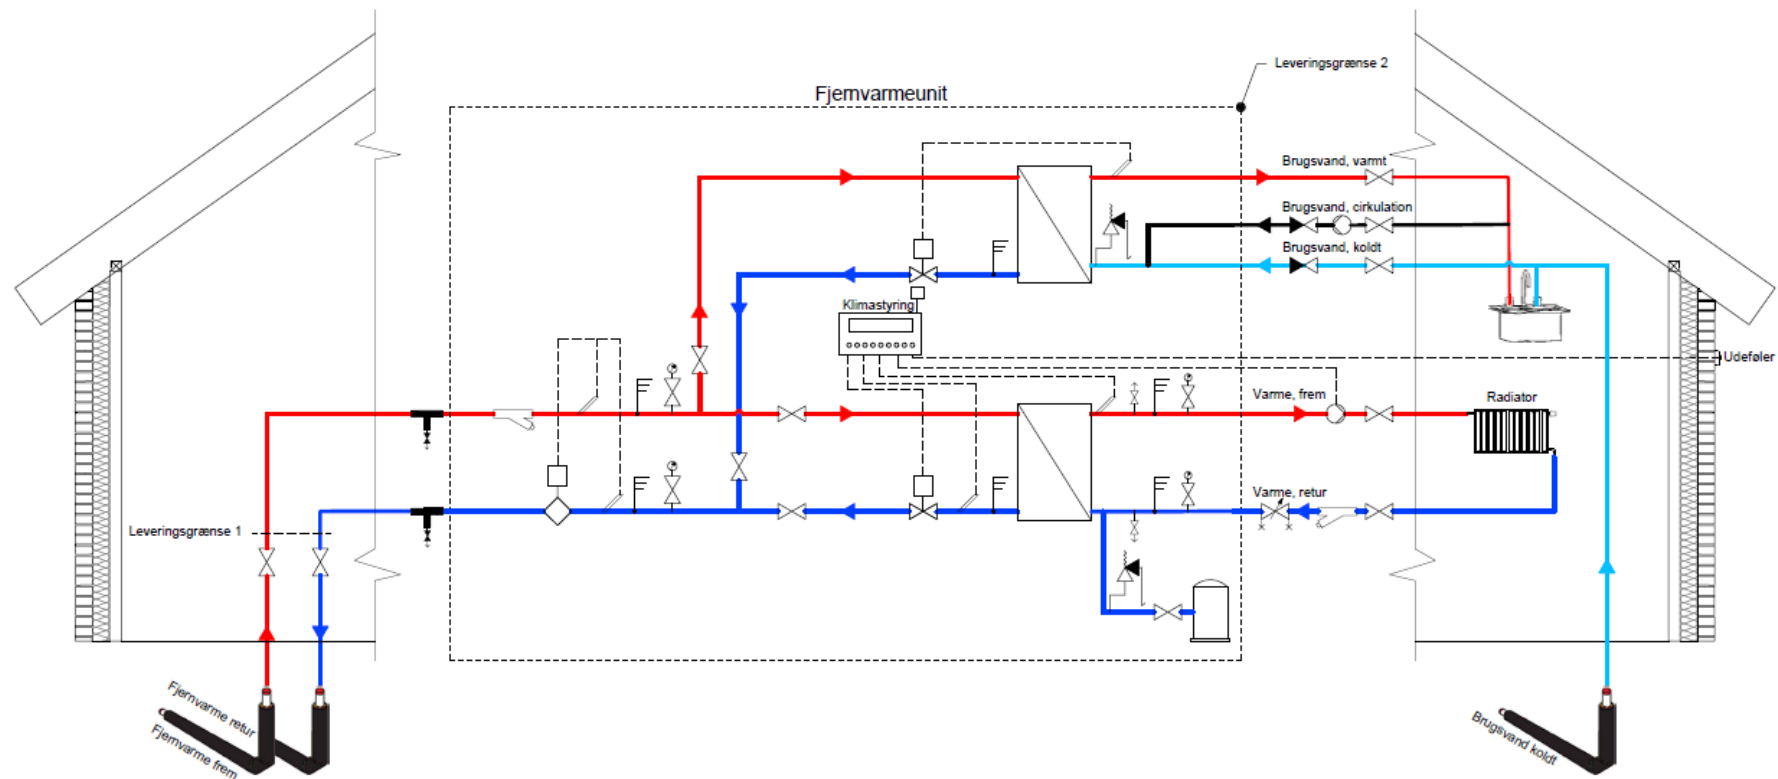 Leveringsgrænse 2
Fjernvarmeunit
Brugsvand, varmt
Brugsvand, cirkulation
Brugsvand, koldt
Klimastyring
Udeføler
Varme, frem
Radiator
Varme, retur
Leveringsgrænse 1
Fjernvarme retur
Fjernvarme frem
Brugsvand koldt